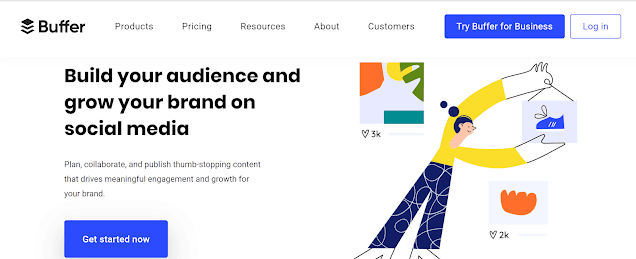 Buffer
Products
Pricing
Resources
About
Customers
Try Buffer for Business
Log in
Build your audience and
grow your brand on
social media
Plan, collaborate, and publish thumb-stopping content
that drives meaningful engagement and growth for
your brand.
Get started now
3k
2k